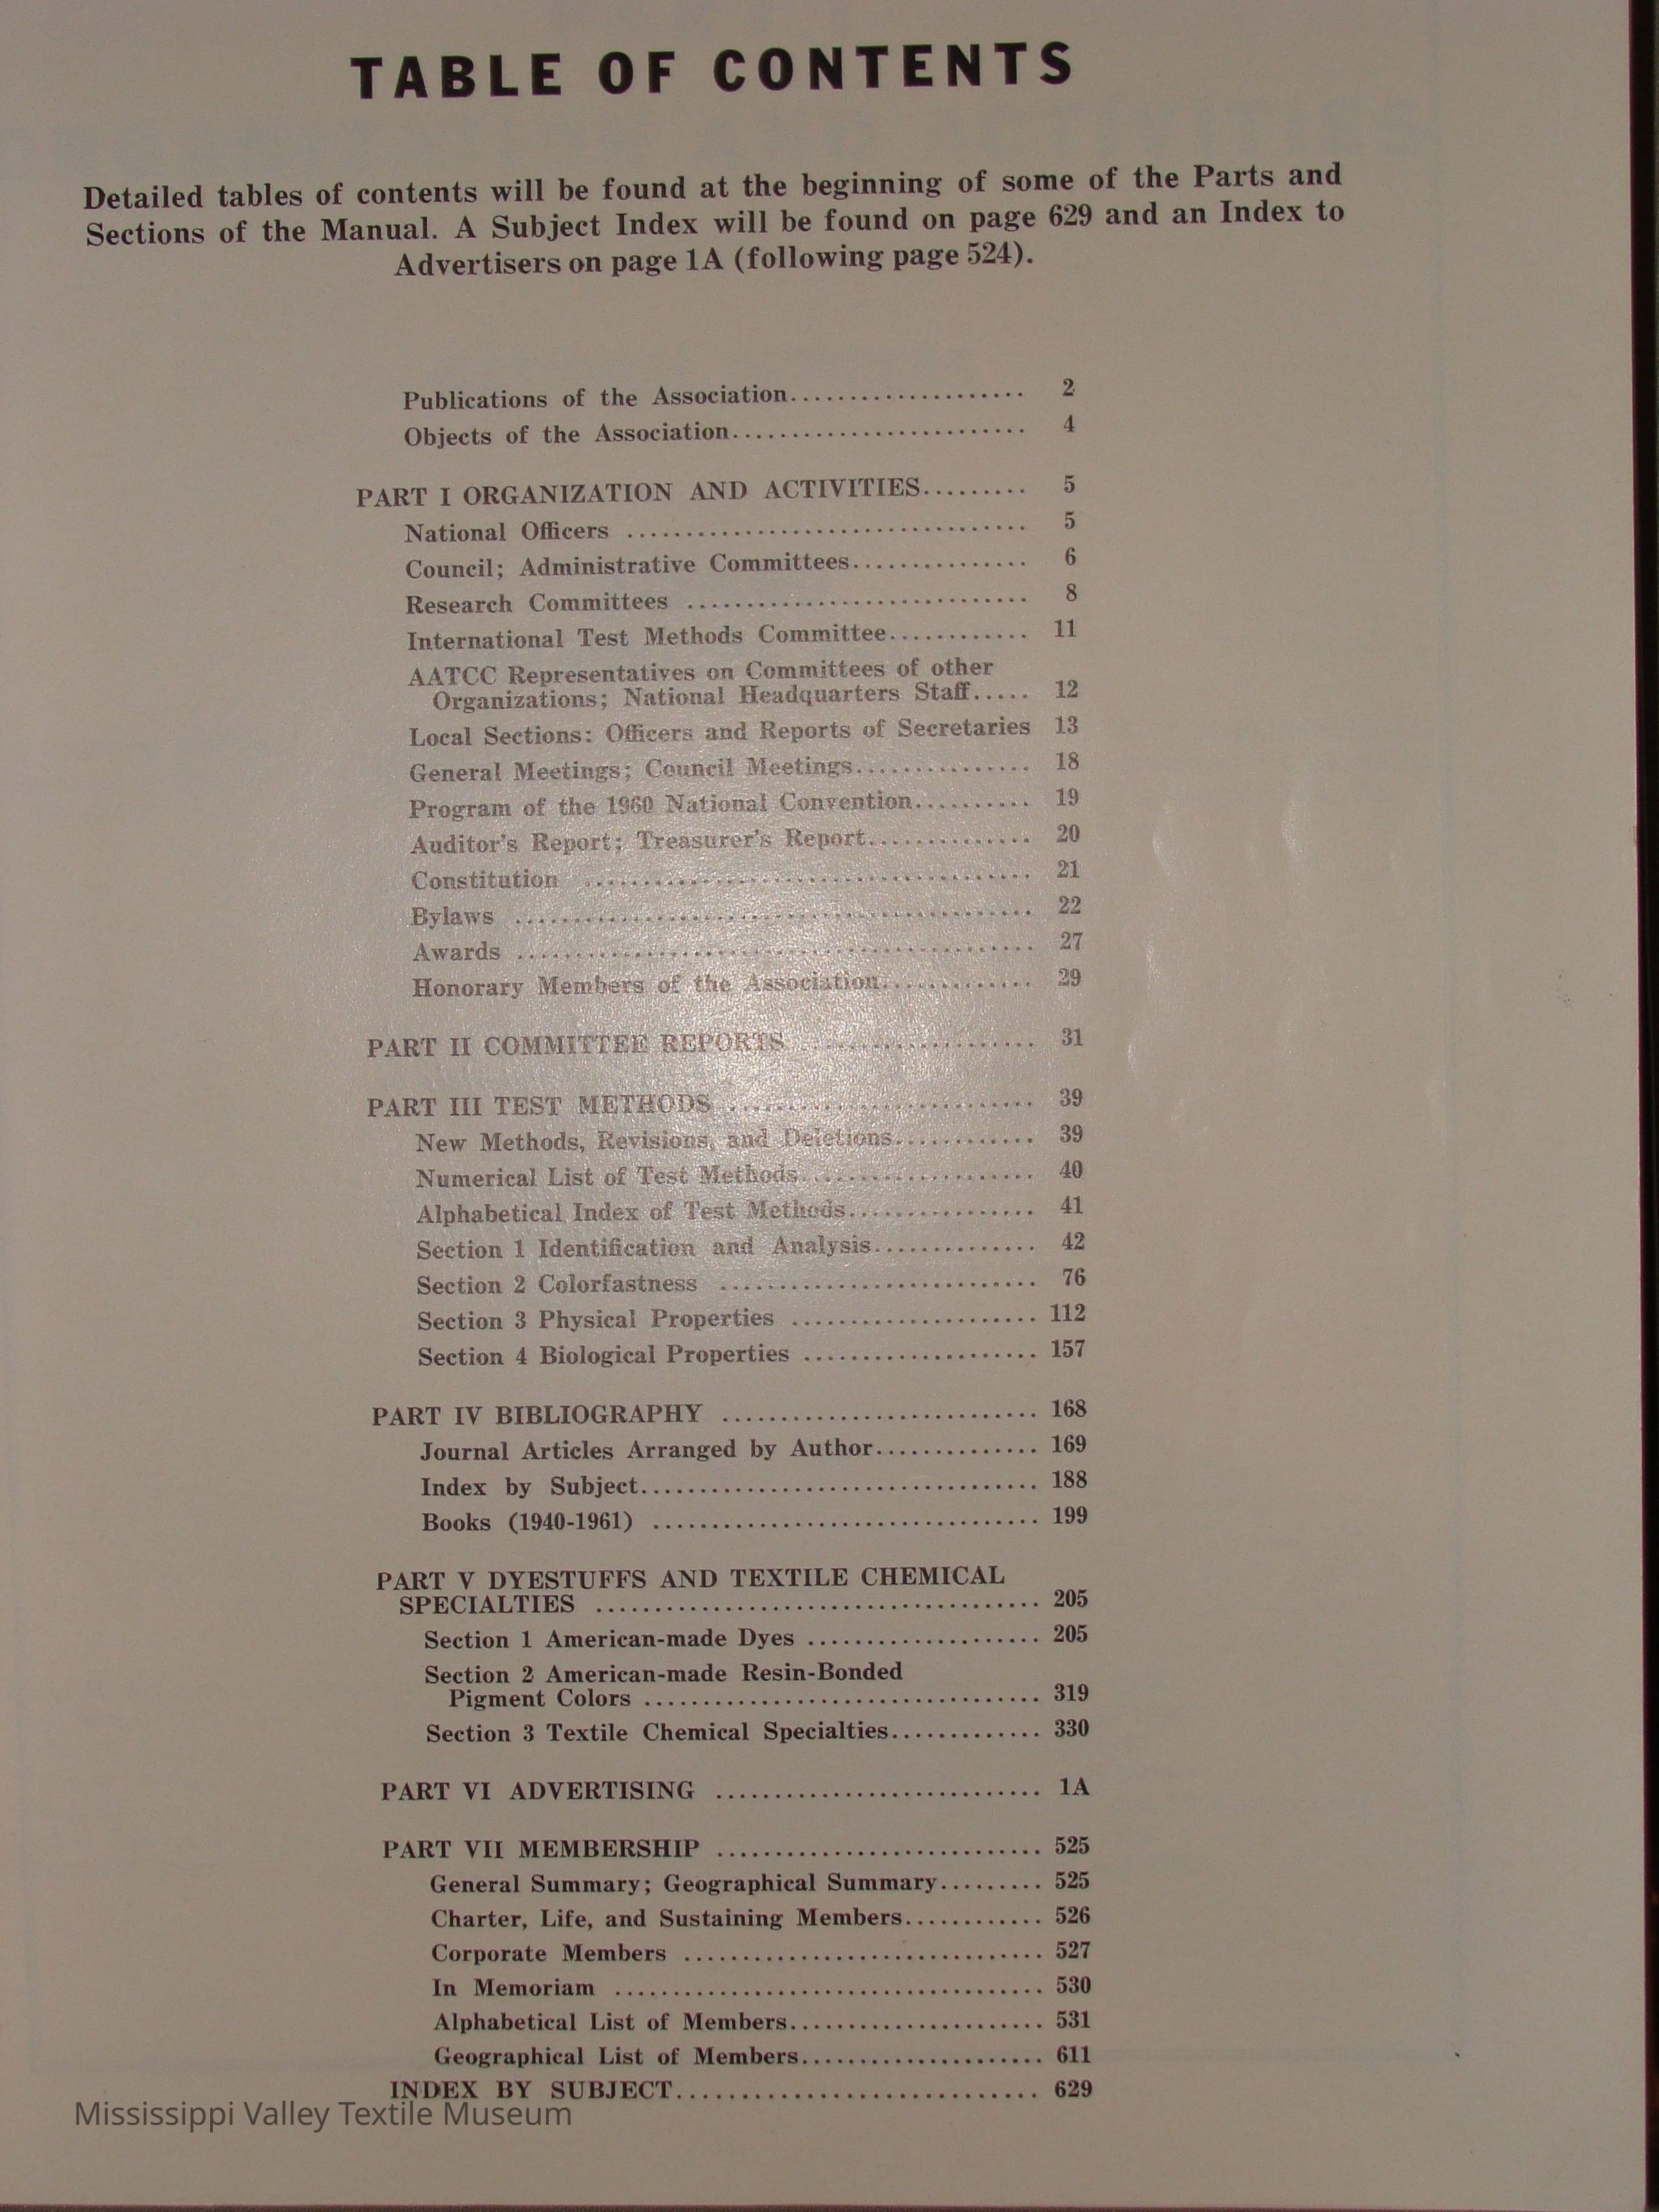 TABLE OF CONTENTS
Detailed tables of contents will be found at the beginning of some of the Parts and
Sections of the Manual. A Subject Index will be found on page 629 and an Index to
Advertisers on page 1A (following page 524).
Publications of the Association.................... 2
Objects of the Association......................... 4
PART I ORGANIZATION AND ACTIVITIES......... 5
National Officers .................................. 5
Council; Administrative Committees............... 6
Research Committees ............................. 8
International Test Methods Committee............ 11
AATCC Representatives on Committees of other
Organizations; National Headquarters Staff..... 12
Local Sections: Officers and Reports of Secretaries 13
General Meetings; Council Meetings............... 18
Program of the 1960 National Convention.......... 19
Auditor's Report; Treasurer's Report.............. 20
Constitution ...................................... 21
Bylaws ............................................ 22
Awards ............................................ 27
Honorary Members of the Association............. 29
PART II COMMITTEE REPORTS .................... 31
PART III TEST METHODS .......................... 39
New Methods, Revisions, and Deletions............ 39
Numerical List of Test Methods.................... 40
Alphabetical Index of Test Methods................ 41
Section 1 Identification and Analysis.............. 42
Section 2 Colorfastness ........................... 76
Section 3 Physical Properties ..................... 112
Section 4 Biological Properties .................... 157
PART IV BIBLIOGRAPHY ........................... 168
Journal Articles Arranged by Author.............. 169
Index by Subject.................................. 188
Books (1940-1961) ................................. 199
PART V DYESTUFFS AND TEXTILE CHEMICAL
SPECIALTIES ...................................... 205
Section 1 American-made Dyes .................... 205
Section 2 American-made Resin-Bonded
Pigment Colors .................................. 319
Section 3 Textile Chemical Specialties............. 330
PART VI ADVERTISING ............................ 1A
PART VII MEMBERSHIP ............................ 525
General Summary; Geographical Summary......... 525
Charter, Life, and Sustaining Members............ 526
Corporate Members ............................... 527
In Memoriam ..................................... 530
Alphabetical List of Members...................... 531
Geographical List of Members..................... 611
INDEX BY SUBJECT............................... 629
Mississippi Valley Textile Museum